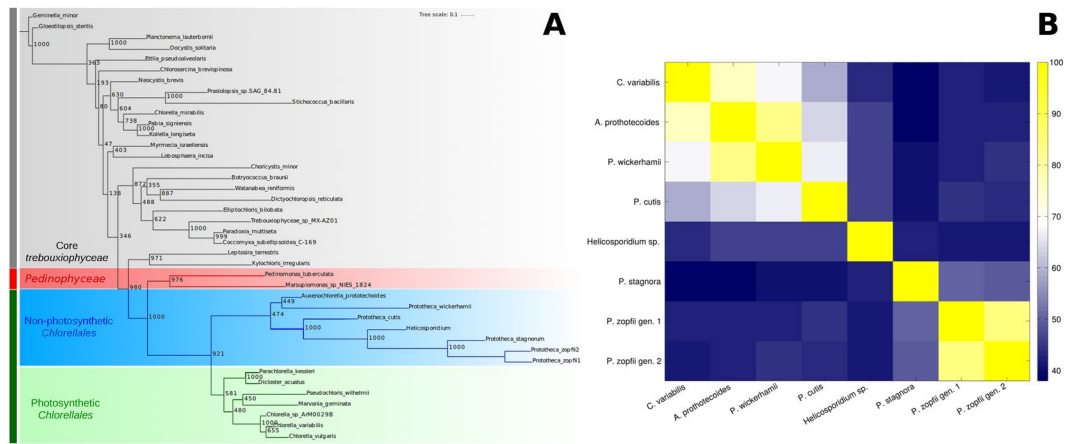 Geminella_minor
Gloeotilopsis_sterilis
Tree scale: 0.1
A
1000
Planctonema_lauterbornii
1000
Oocystis_solitaria
363
Ettlia_pseudoalveolaris
Chlorosarcina_brevispinosa
193
Neocystis_brevis
630
Prasiolopsis_sp.SAG_84.81
1000
Stichococcus_bacillaris
80
604
Chlorella_mirabilis
738
Pabia_signiensis
1000
Koliella_longiseta
47
Myrmecia_israeliensis
403
Lobosphaera_incisa
Choricystis_minor
138
872
Botryococcus_braunii
355
Watanabea_reniformis
887
488
Dictyochloropsis_reticulata
Elliptochloris_bilobata
622
Trebouxiophyceae_sp_MX-AZ01
1000
Paradoxia_multiseta
999
Coccomyxa_subellipsoidea_C-169
346
Core
trebouxiophyceae
Leptosira_terrestris
971
Xylochloris_irregularis
Pedinophyceae
Pedinomonas_tuberculata
976
Marsupiomonas_sp_NIES_1824
980
Auxenochlorella_prototechoides
449
Prototheca_wickerhamii
474
Prototheca_cutis
Non-photosynthetic
Chlorellales
1000
1000
Helicosporidium
1000
Prototheca_stagnorum
1000
Prototheca_zopfii2
1000
Prototheca_zopfii1
921
Parachlorella_kessleri
1000
Dicloster_acuatus
581
Pseudochloris_wilhelmii
450
Marvania_geminata
Photosynthetic
Chlorellales
480
Chlorella_sp_ArM0029B
1000
Chlorella_variabilis
655
Chlorella_vulgaris
B
C. variabilis
A. prothotecoides
P. wickerhamii
P. cutis
Helicosporidium sp.
P. stagnora
P. zopfii gen. 1
P. zopfii gen. 2
C. variabilis
A. prothotecoides
P. wickerhamii
P. cutis
Helicosporidium sp.
P. stagnora
P. zopfii gen. 1
P. zopfii gen. 2
100
90
80
70
60
50
40